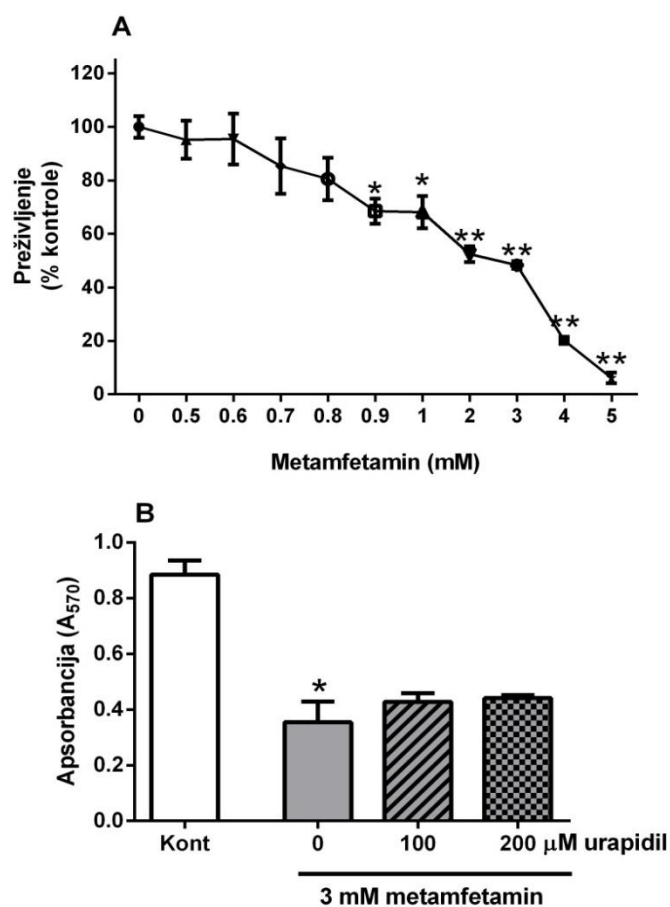 A
Preživljenje
(% kontrole)
120
100
80
60
40
20
0
* * ** ** ** **
0 0.5 0.6 0.7 0.8 0.9 1 2 3 4 5
Metamfetamin (mM)
B
Apsorbancija (A570)
1.0
0.8
0.6
0.4
0.2
0.0
*
Kont 0 100 200 μM urapidil
3 mM metamfetamin